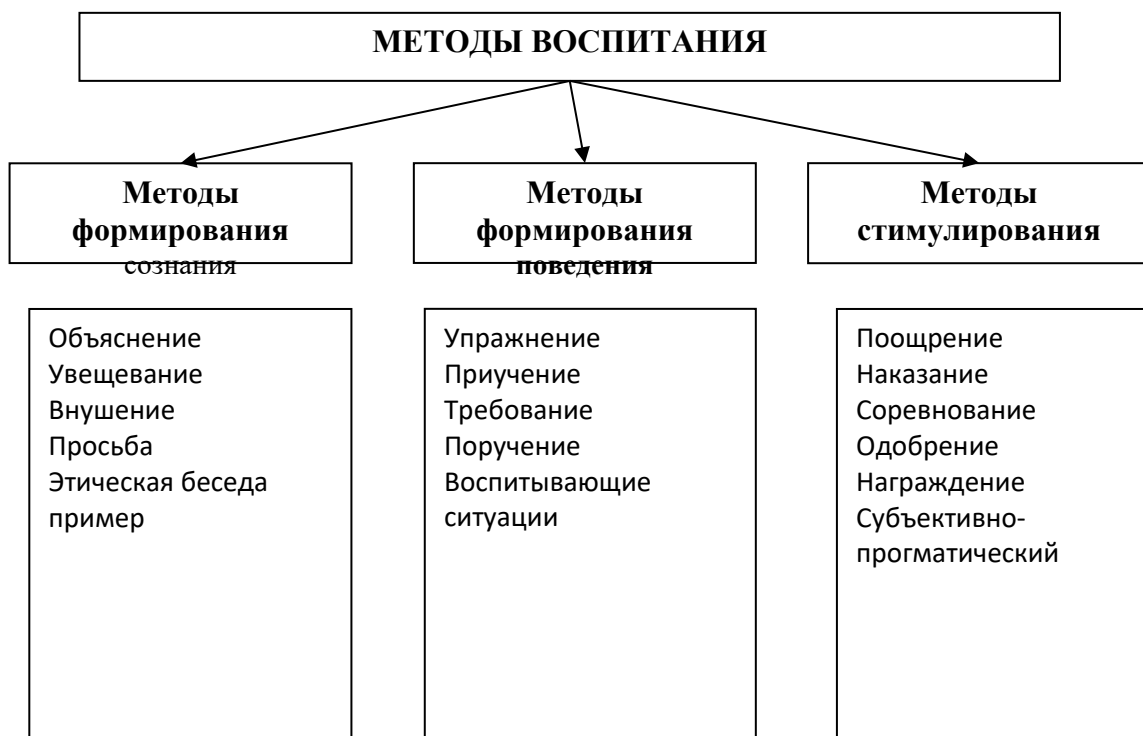 МЕТОДЫ ВОСПИТАНИЯ
Методы
формирования
сознания
Методы
формирования
поведения
Методы
стимулирования
Объяснение
Увещевание
Внушение
Просьба
Этическая беседа
пример
Упражнение
Приучение
Требование
Поручение
Воспитывающие
ситуации
Поощрение
Наказание
Соревнование
Одобрение
Награждение
Субъективно-
прогматический